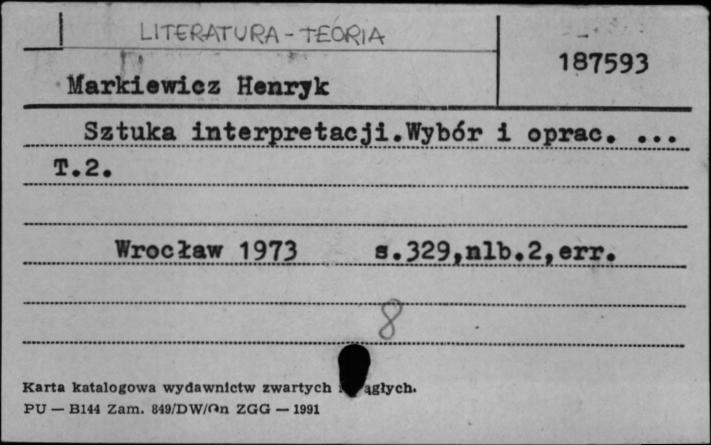 LITERATURA - TEORIA
187593
Markiewicz Henryk
Sztuka interpretacji.Wybór i oprac. ...
T.2.
Wrocław 1973 s.329,nlb.2,err.
8
Karta katalogowa wydawnictw zwartych i ągłych.
PU — B144 Zam. 849/DW/On ZGG — 1991